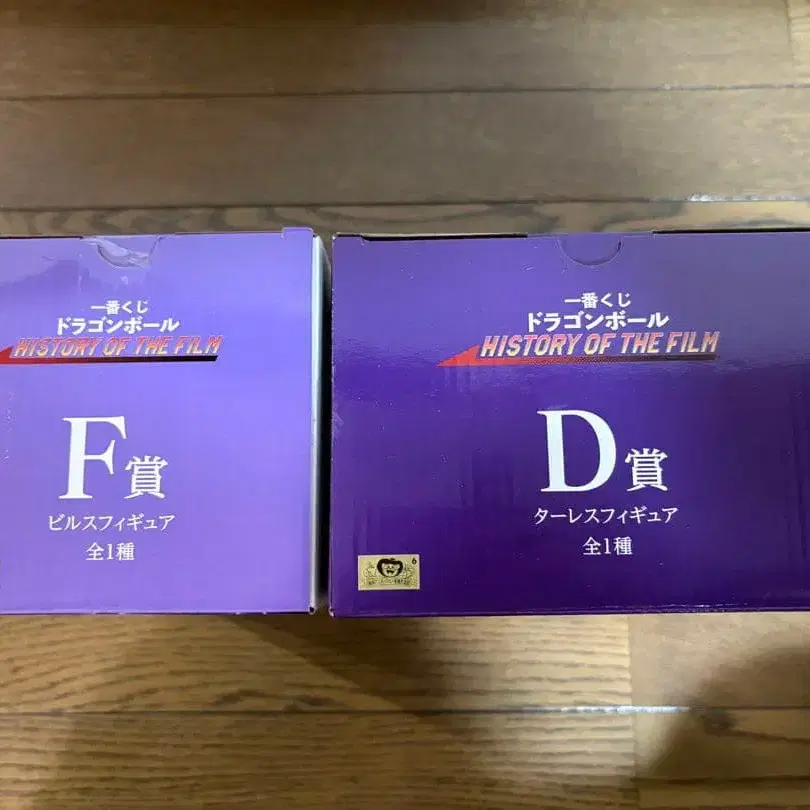 一番くじ
ドラゴンボール
HISTORY OF THE FILM
F賞
ビルスフィギュア
全1種
一番くじ
ドラゴンボール
HISTORY OF THE FILM
D賞
ターレスフィギュア
全1種
6